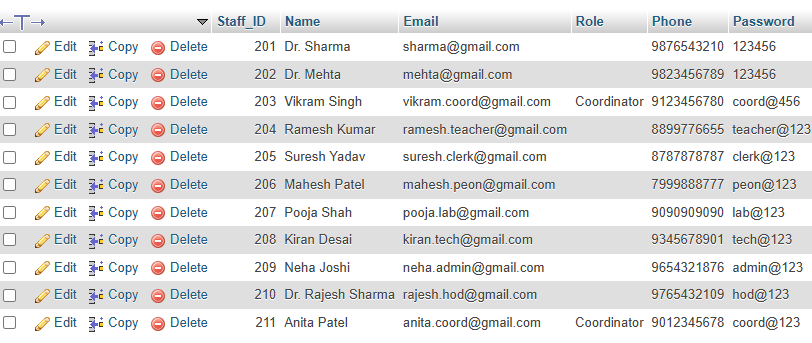 Staff_ID Name Email Role Phone Password
Edit Copy Delete 201 Dr. Sharma sharma@gmail.com 9876543210 123456
Edit Copy Delete 202 Dr. Mehta mehta@gmail.com 9823456789 123456
Edit Copy Delete 203 Vikram Singh vikram.coord@gmail.com Coordinator 9123456780 coord@456
Edit Copy Delete 204 Ramesh Kumar ramesh.teacher@gmail.com 8899776655 teacher@123
Edit Copy Delete 205 Suresh Yadav suresh.clerk@gmail.com 8787878787 clerk@123
Edit Copy Delete 206 Mahesh Patel mahesh.peon@gmail.com 7999888777 peon@123
Edit Copy Delete 207 Pooja Shah pooja.lab@gmail.com 9090909090 lab@123
Edit Copy Delete 208 Kiran Desai kiran.tech@gmail.com 9345678901 tech@123
Edit Copy Delete 209 Neha Joshi neha.admin@gmail.com 9654321876 admin@123
Edit Copy Delete 210 Dr. Rajesh Sharma rajesh.hod@gmail.com 9765432109 hod@123
Edit Copy Delete 211 Anita Patel anita.coord@gmail.com Coordinator 9012345678 coord@123